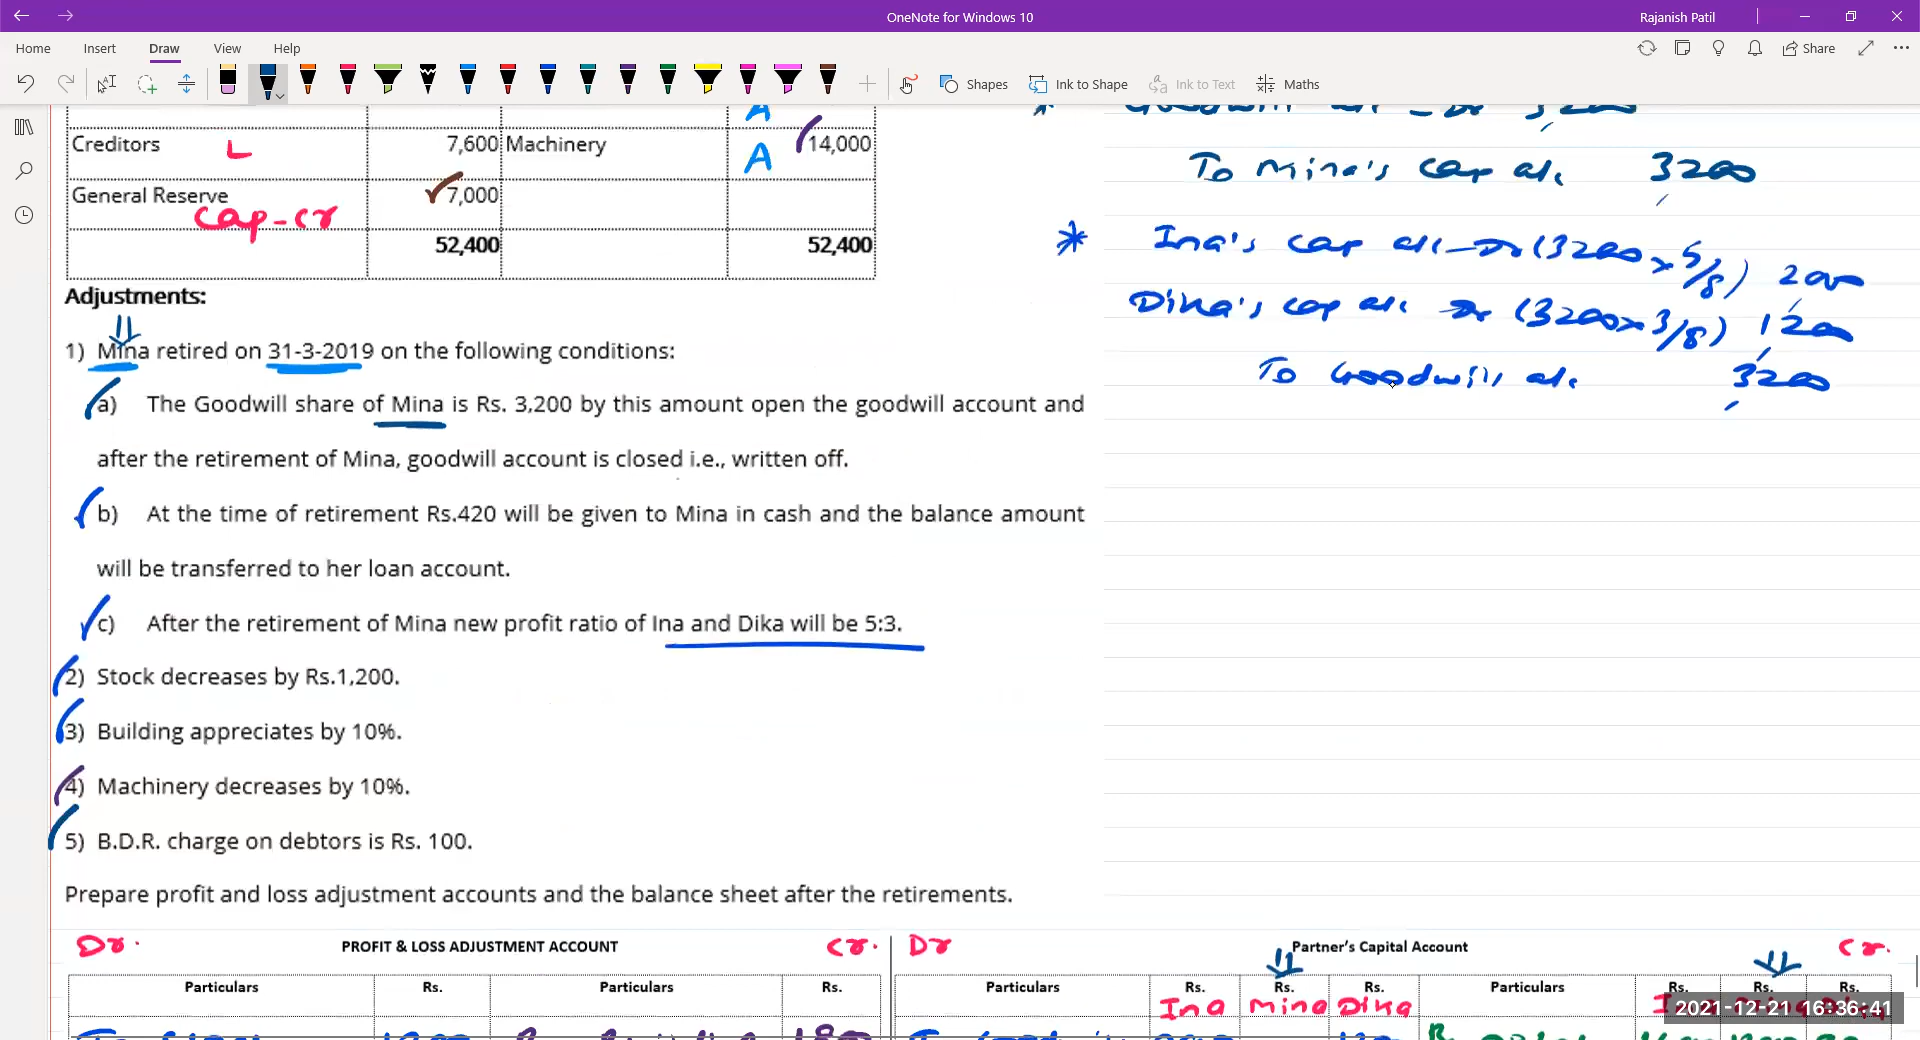 OneNote for Windows 10
Rajanish Patil
Home Insert Draw View Help
Share
Shapes Ink to Shape Ink to Text Maths
A
Creditors L 7,600 Machinery A 14,000
General Reserve 7,000
Cap-cr
52,400 52,400
Adjustments:
1) Mina retired on 31-3-2019 on the following conditions:
a) The Goodwill share of Mina is Rs. 3,200 by this amount open the goodwill account and
after the retirement of Mina, goodwill account is closed i.e., written off.
b) At the time of retirement Rs.420 will be given to Mina in cash and the balance amount
will be transferred to her loan account.
c) After the retirement of Mina new profit ratio of Ina and Dika will be 5:3.
2) Stock decreases by Rs.1,200.
3) Building appreciates by 10%.
4) Machinery decreases by 10%.
5) B.D.R. charge on debtors is Rs. 100.
Prepare profit and loss adjustment accounts and the balance sheet after the retirements.
To Mina's cap a/c 3200
* Ina's cap a/c Dr (3200 x 5/8) 2000
Dika's cap a/c Dr (3200 x 3/8) 1200
To Goodwill a/c 3200
Dr. PROFIT & LOSS ADJUSTMENT ACCOUNT Cr.
Particulars Rs. Particulars Rs.
Dr Partner's Capital Account Cr.
Particulars Rs. Rs. Rs. Particulars Rs. Rs. Rs.
Ina Mina Dika
2021-12-21 16:36:41